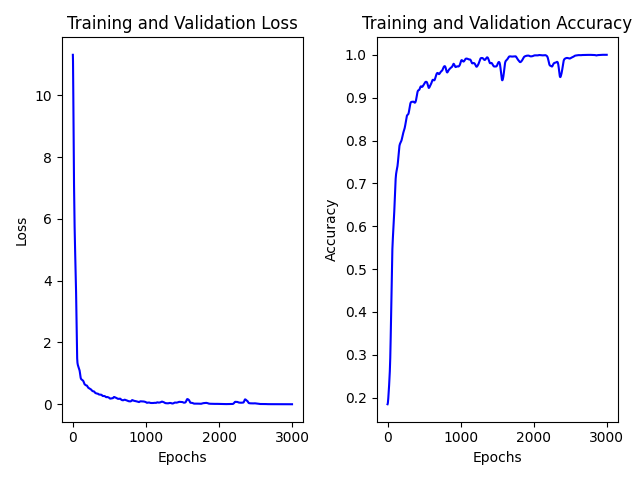 Training and Validation Loss
10
8
6
4
2
0
Loss
0 1000 2000 3000
Epochs
Training and Validation Accuracy
1.0
0.9
0.8
0.7
0.6
0.5
0.4
0.3
0.2
Accuracy
0 1000 2000 3000
Epochs